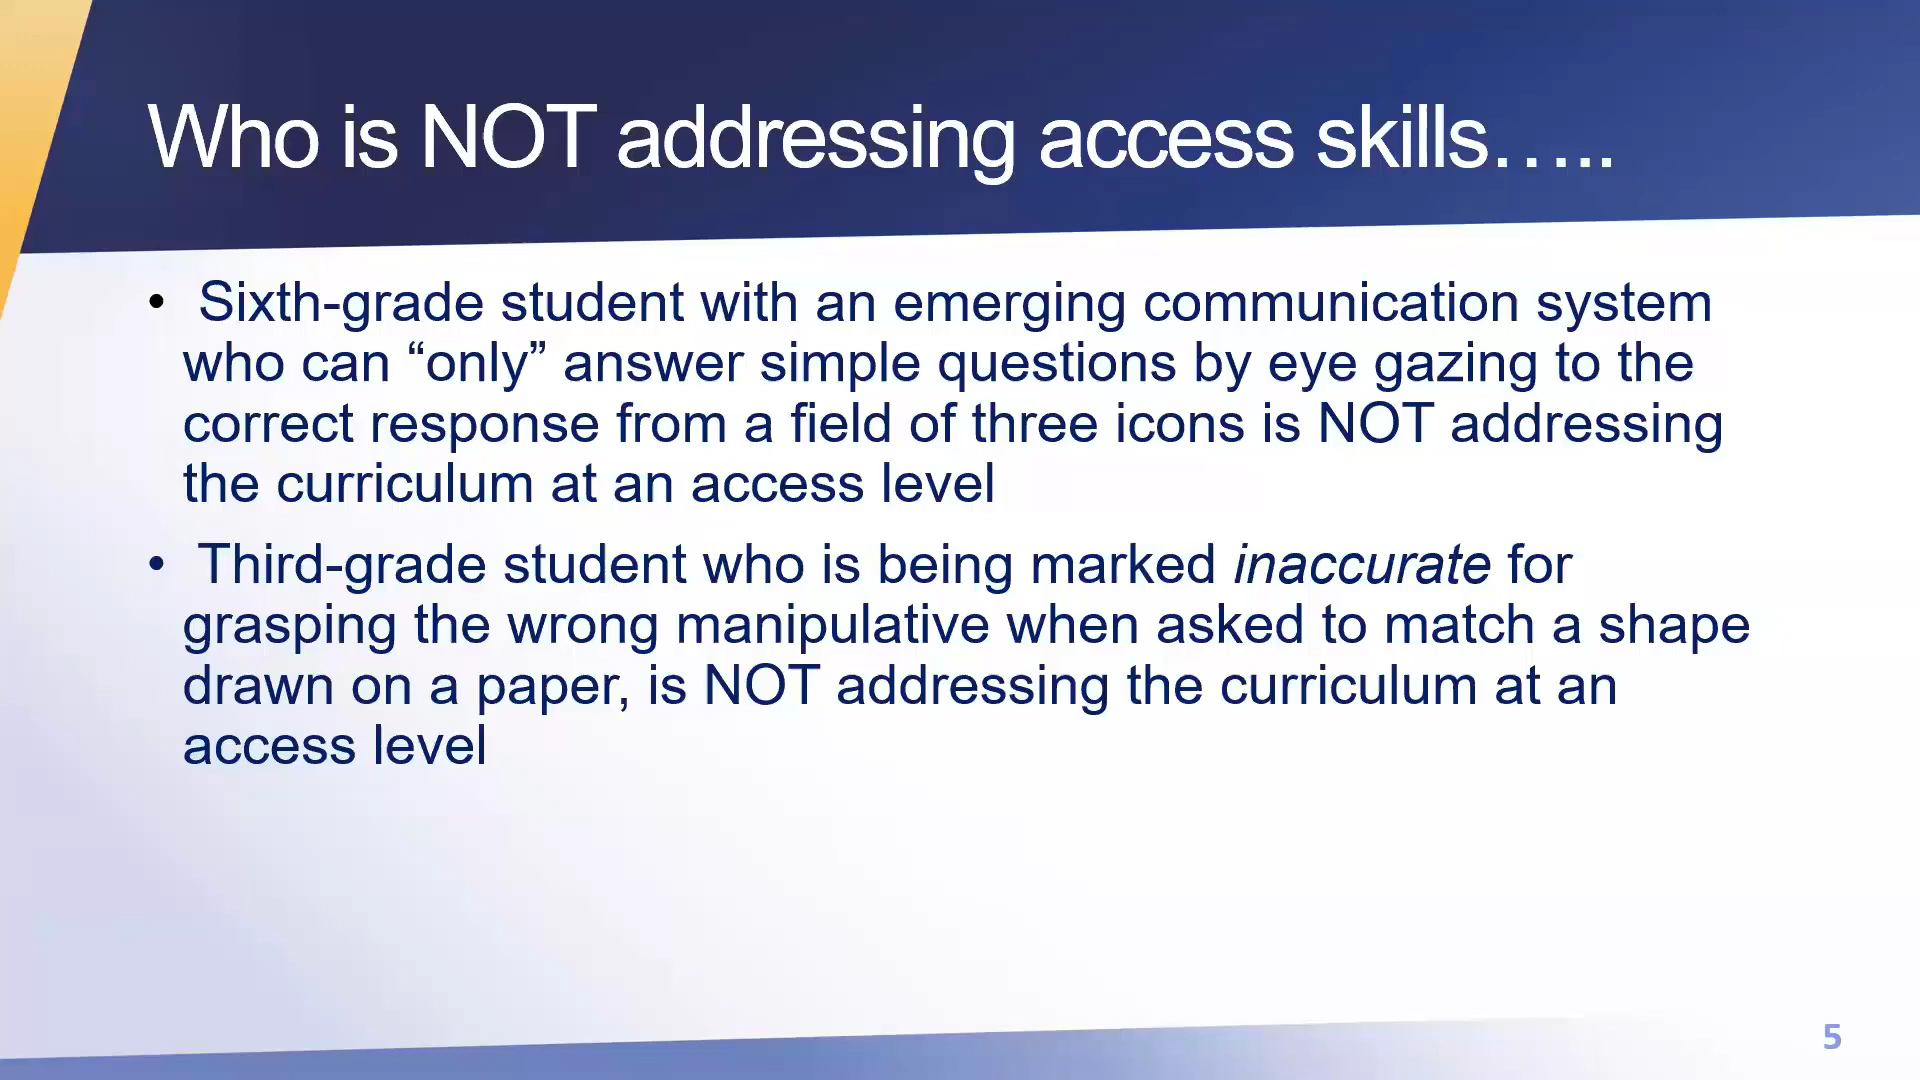 Who is NOT addressing access skills…..
• Sixth-grade student with an emerging communication system
who can “only” answer simple questions by eye gazing to the
correct response from a field of three icons is NOT addressing
the curriculum at an access level
• Third-grade student who is being marked inaccurate for
grasping the wrong manipulative when asked to match a shape
drawn on a paper, is NOT addressing the curriculum at an
access level
5